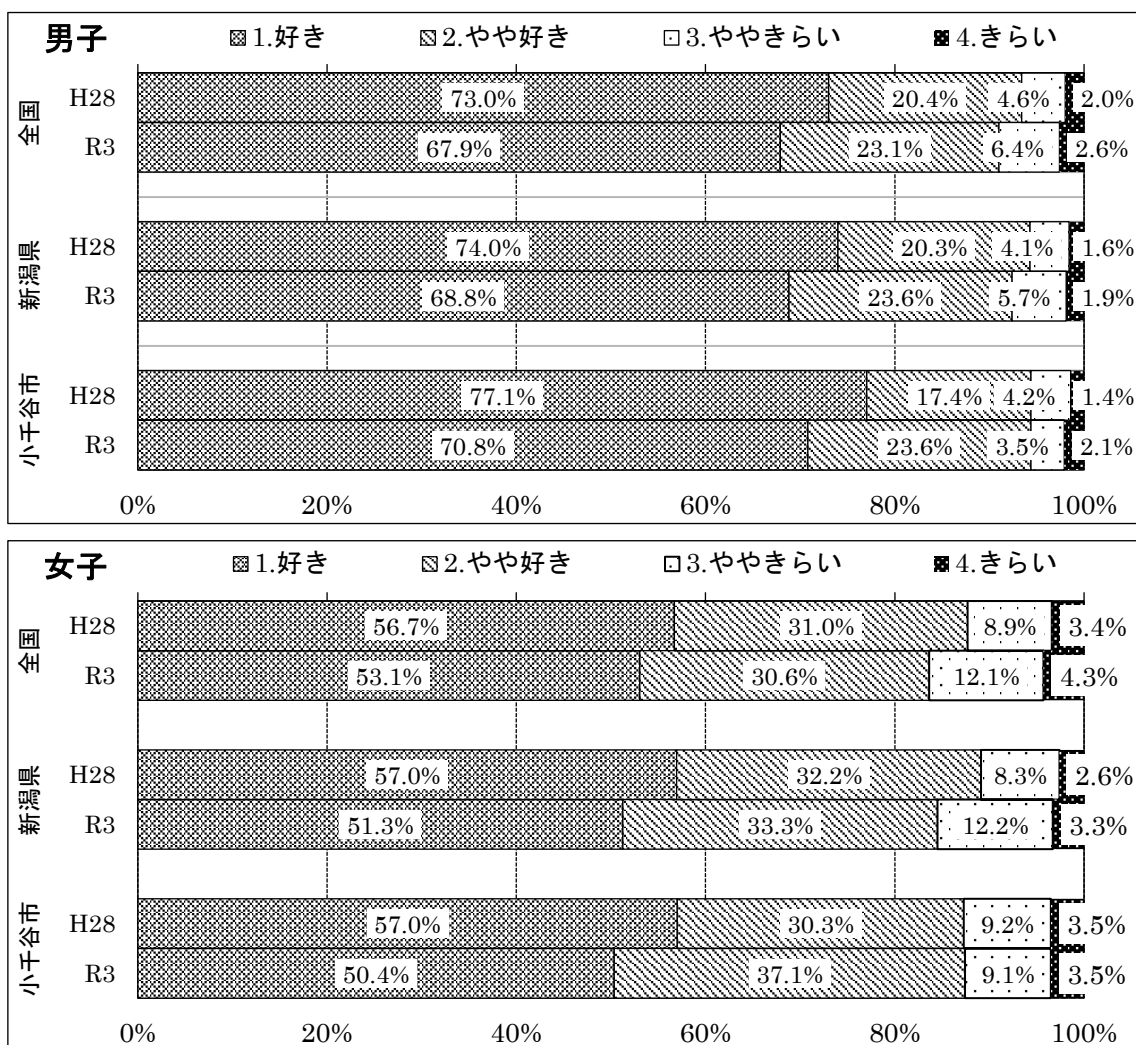 男子 1.好き 2.やや好き 3.ややきらい 4.きらい
全国
H28 73.0% 20.4% 4.6% 2.0%
R3 67.9% 23.1% 6.4% 2.6%
新潟県
H28 74.0% 20.3% 4.1% 1.6%
R3 68.8% 23.6% 5.7% 1.9%
小千谷市
H28 77.1% 17.4% 4.2% 1.4%
R3 70.8% 23.6% 3.5% 2.1%
0% 20% 40% 60% 80% 100%
女子 1.好き 2.やや好き 3.ややきらい 4.きらい
全国
H28 56.7% 31.0% 8.9% 3.4%
R3 53.1% 30.6% 12.1% 4.3%
新潟県
H28 57.0% 32.2% 8.3% 2.6%
R3 51.3% 33.3% 12.2% 3.3%
小千谷市
H28 57.0% 30.3% 9.2% 3.5%
R3 50.4% 37.1% 9.1% 3.5%
0% 20% 40% 60% 80% 100%